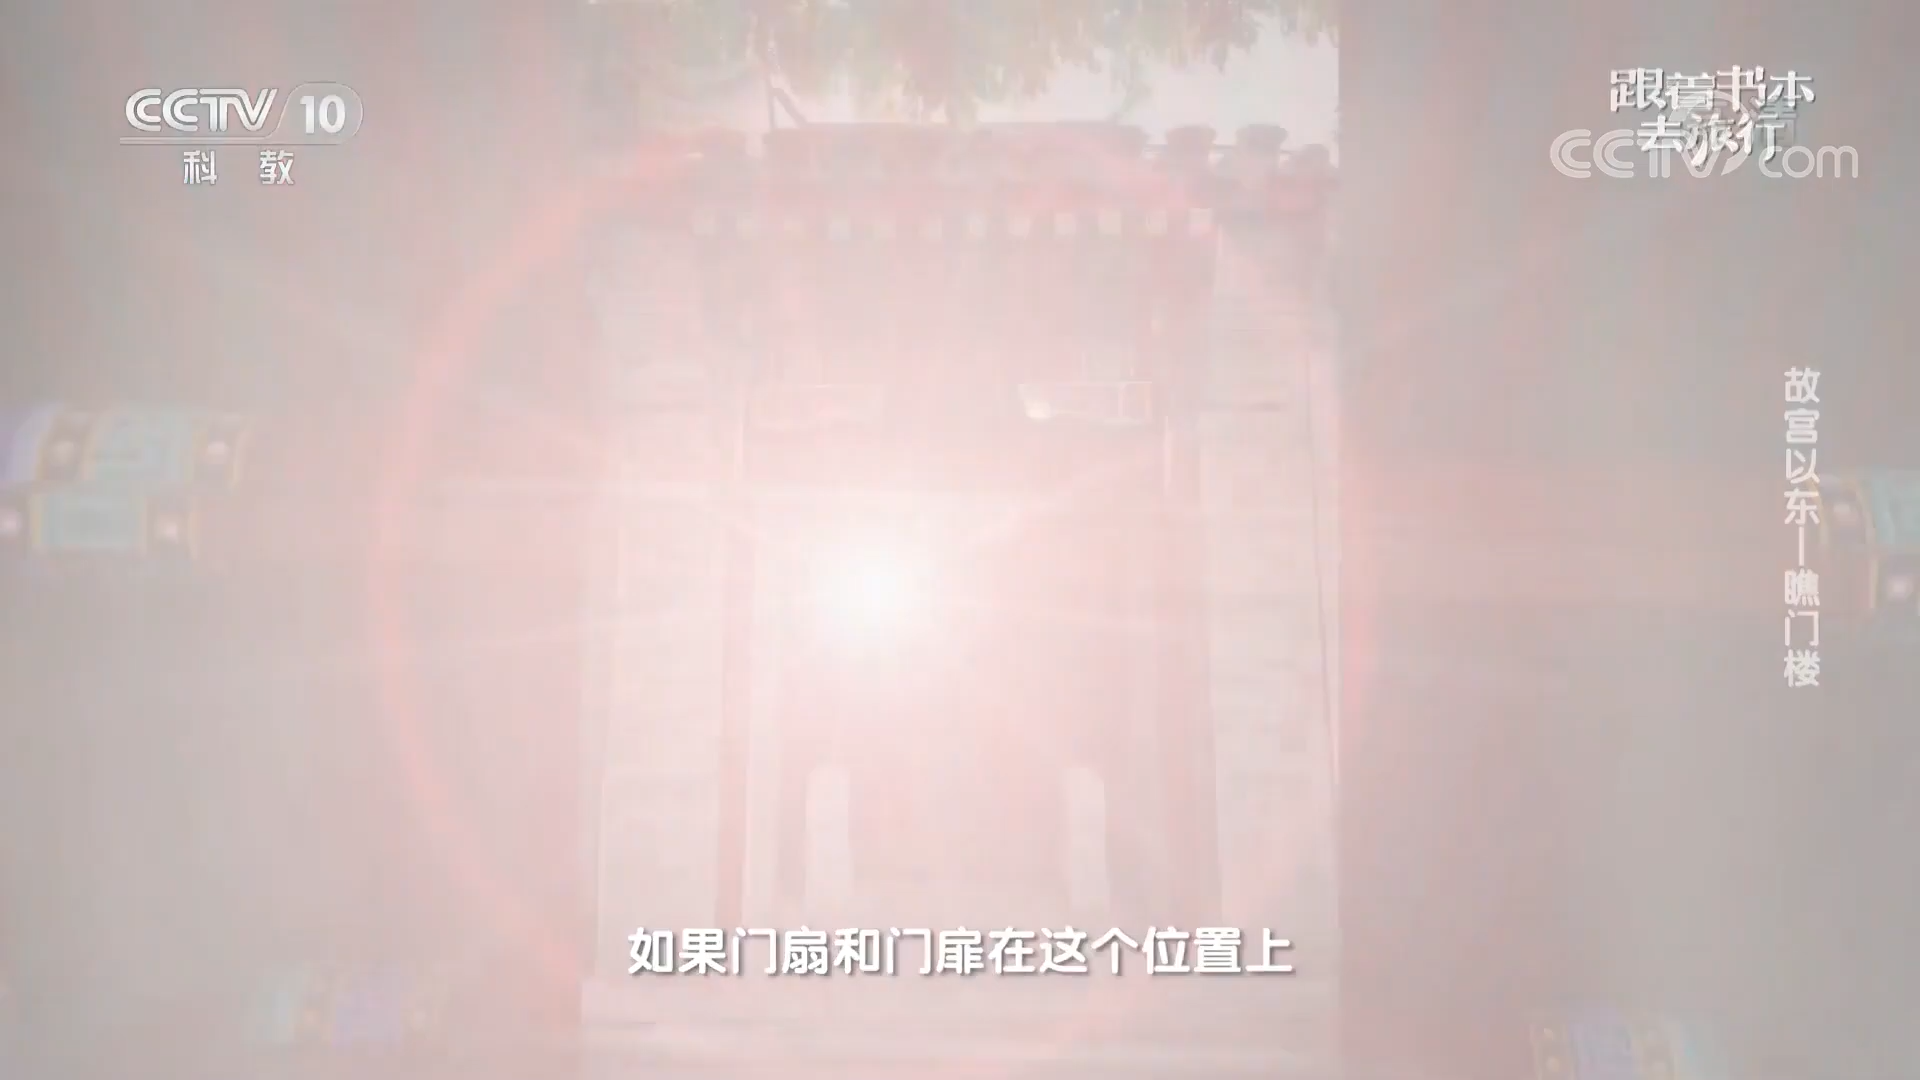 CCTV 10
科 教
跟着书本
去旅行
CCTV.com
故宫以东—瞧门楼
如果门扇和门扉在这个位置上